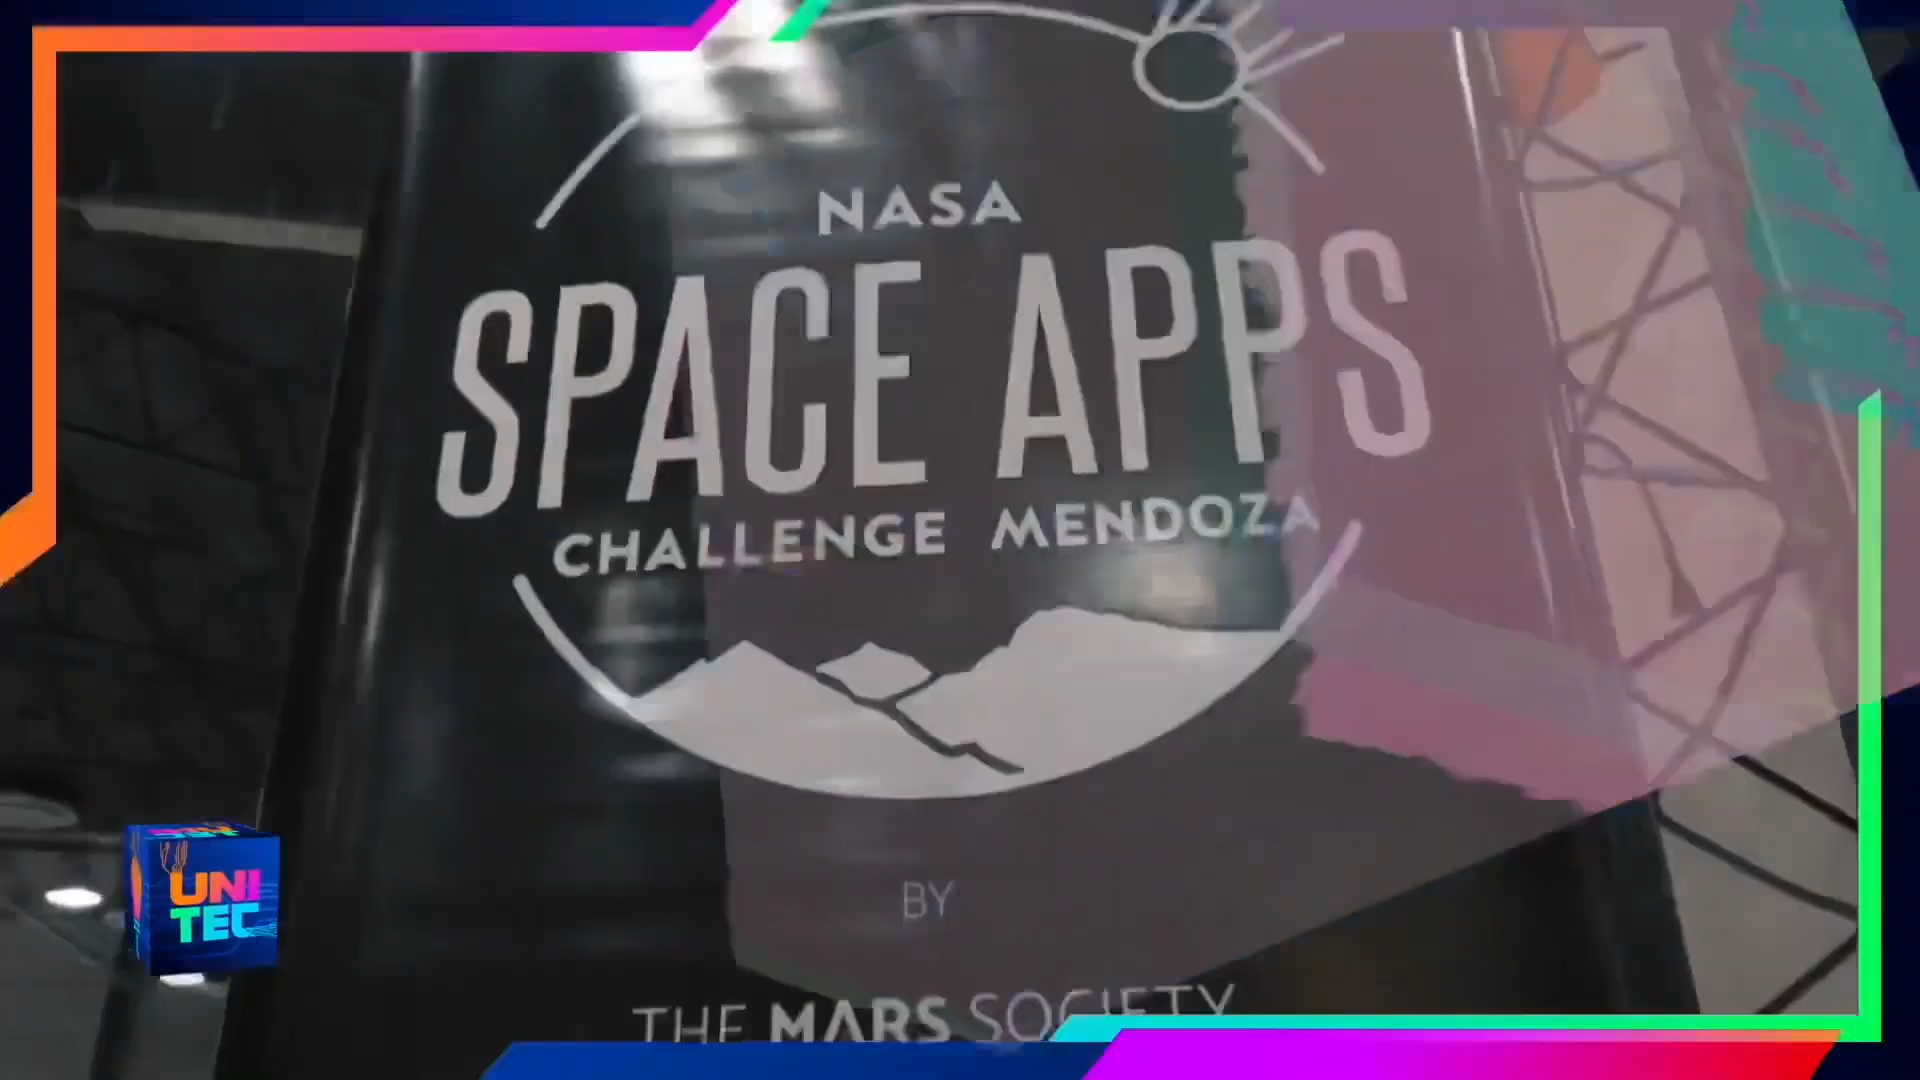 NASA
SPACE APPS
CHALLENGE MENDOZA
BY
THE MARS SOCIETY
UNI
TEC